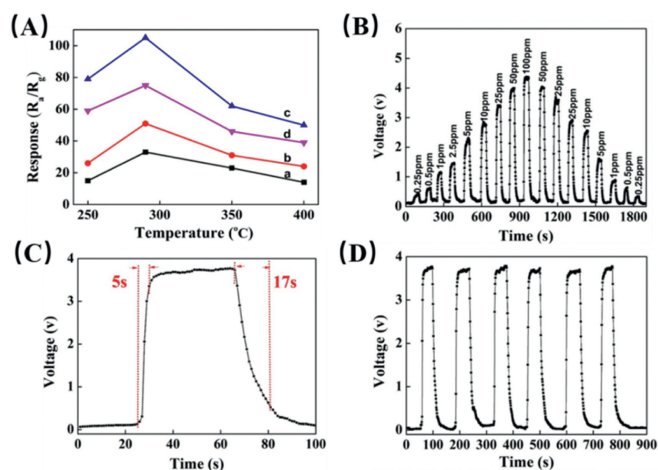 (A)
Response (Ra/Rg)
100
80
60
40
20
0
c
d
b
a
250
300
350
400
Temperature (°C)
(B)
Voltage (v)
6
5
4
3
2
1
0
0.25ppm
0.5ppm
1ppm
2.5ppm
5ppm
10ppm
25ppm
50ppm
100ppm
50ppm
25ppm
25ppm
10ppm
5ppm
1ppm
0.5ppm
0.25ppm
0 300 600 900 1200 1500 1800
Time (s)
(C)
Voltage (v)
4
3
2
1
0
5s
17s
0 20 40 60 80 100
Time (s)
(D)
Voltage (v)
4
3
2
1
0
0 100 200 300 400 500 600 700 800 900
Time (s)